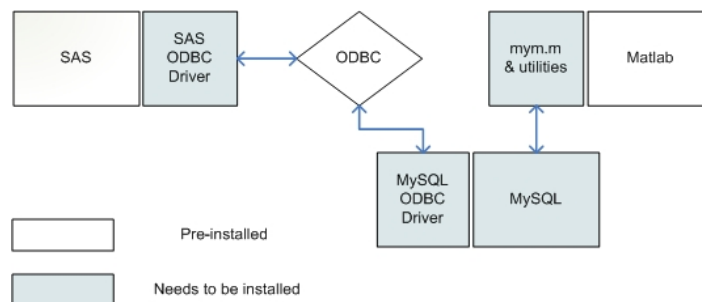 SAS
SAS
ODBC
Driver
ODBC
mym.m
& utilities
Matlab
MySQL
ODBC
Driver
MySQL
Pre-installed
Needs to be installed